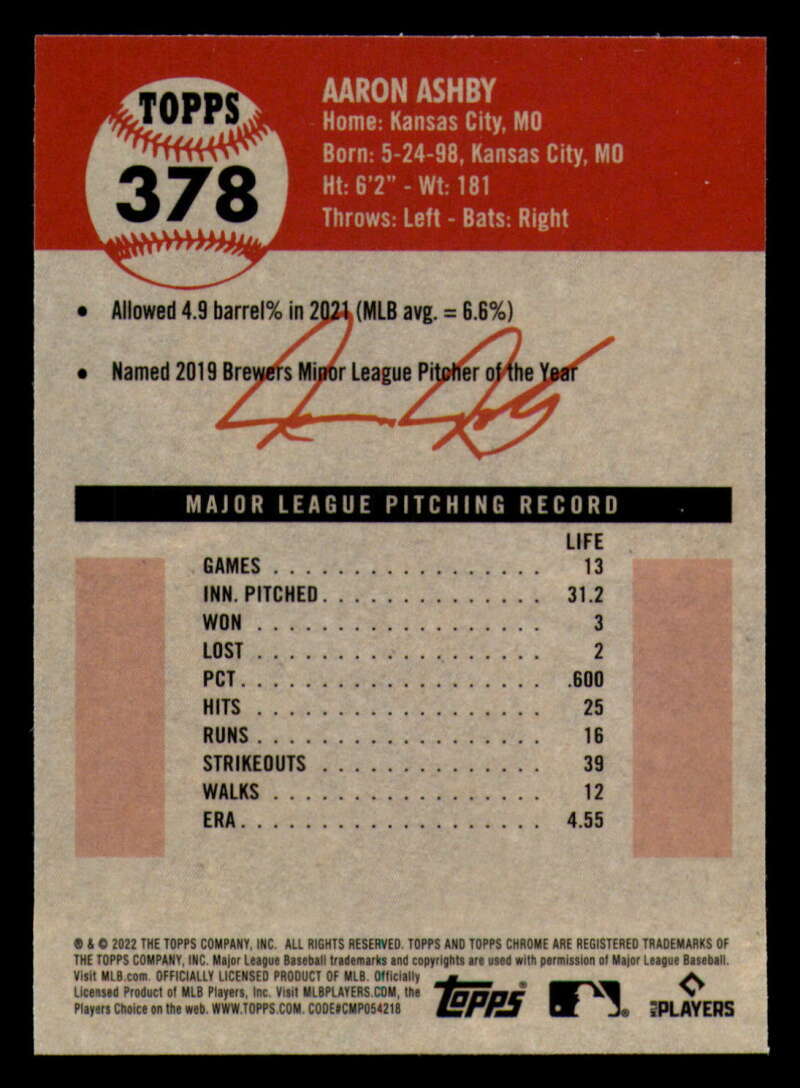 TOPPS
378
AARON ASHBY
Home: Kansas City, MO
Born: 5-24-98, Kansas City, MO
Ht: 6'2" - Wt: 181
Throws: Left - Bats: Right
• Allowed 4.9 barrel% in 2021 (MLB avg. = 6.6%)
• Named 2019 Brewers Minor League Pitcher of the Year
MAJOR LEAGUE PITCHING RECORD
LIFE
GAMES . . . . . . . . . . . . . . . . . 13
INN. PITCHED . . . . . . . . . . . . . . 31.2
WON . . . . . . . . . . . . . . . . . . 3
LOST . . . . . . . . . . . . . . . . . . 2
PCT. . . . . . . . . . . . . . . . . . . .600
HITS . . . . . . . . . . . . . . . . . . 25
RUNS . . . . . . . . . . . . . . . . . . 16
STRIKEOUTS . . . . . . . . . . . . . . 39
WALKS . . . . . . . . . . . . . . . . . 12
ERA . . . . . . . . . . . . . . . . . . . 4.55
® & © 2022 THE TOPPS COMPANY, INC. ALL RIGHTS RESERVED. TOPPS AND TOPPS CHROME ARE REGISTERED TRADEMARKS OF
THE TOPPS COMPANY, INC. Major League Baseball trademarks and copyrights are used with permission of Major League Baseball.
Visit MLB.com. OFFICIALLY LICENSED PRODUCT OF MLB. Officially
Licensed Product of MLB Players, Inc. Visit MLBPLAYERS.COM, the
Players Choice on the web. WWW.TOPPS.COM. CODE#CMP054218
Topps®
MLB PLAYERS